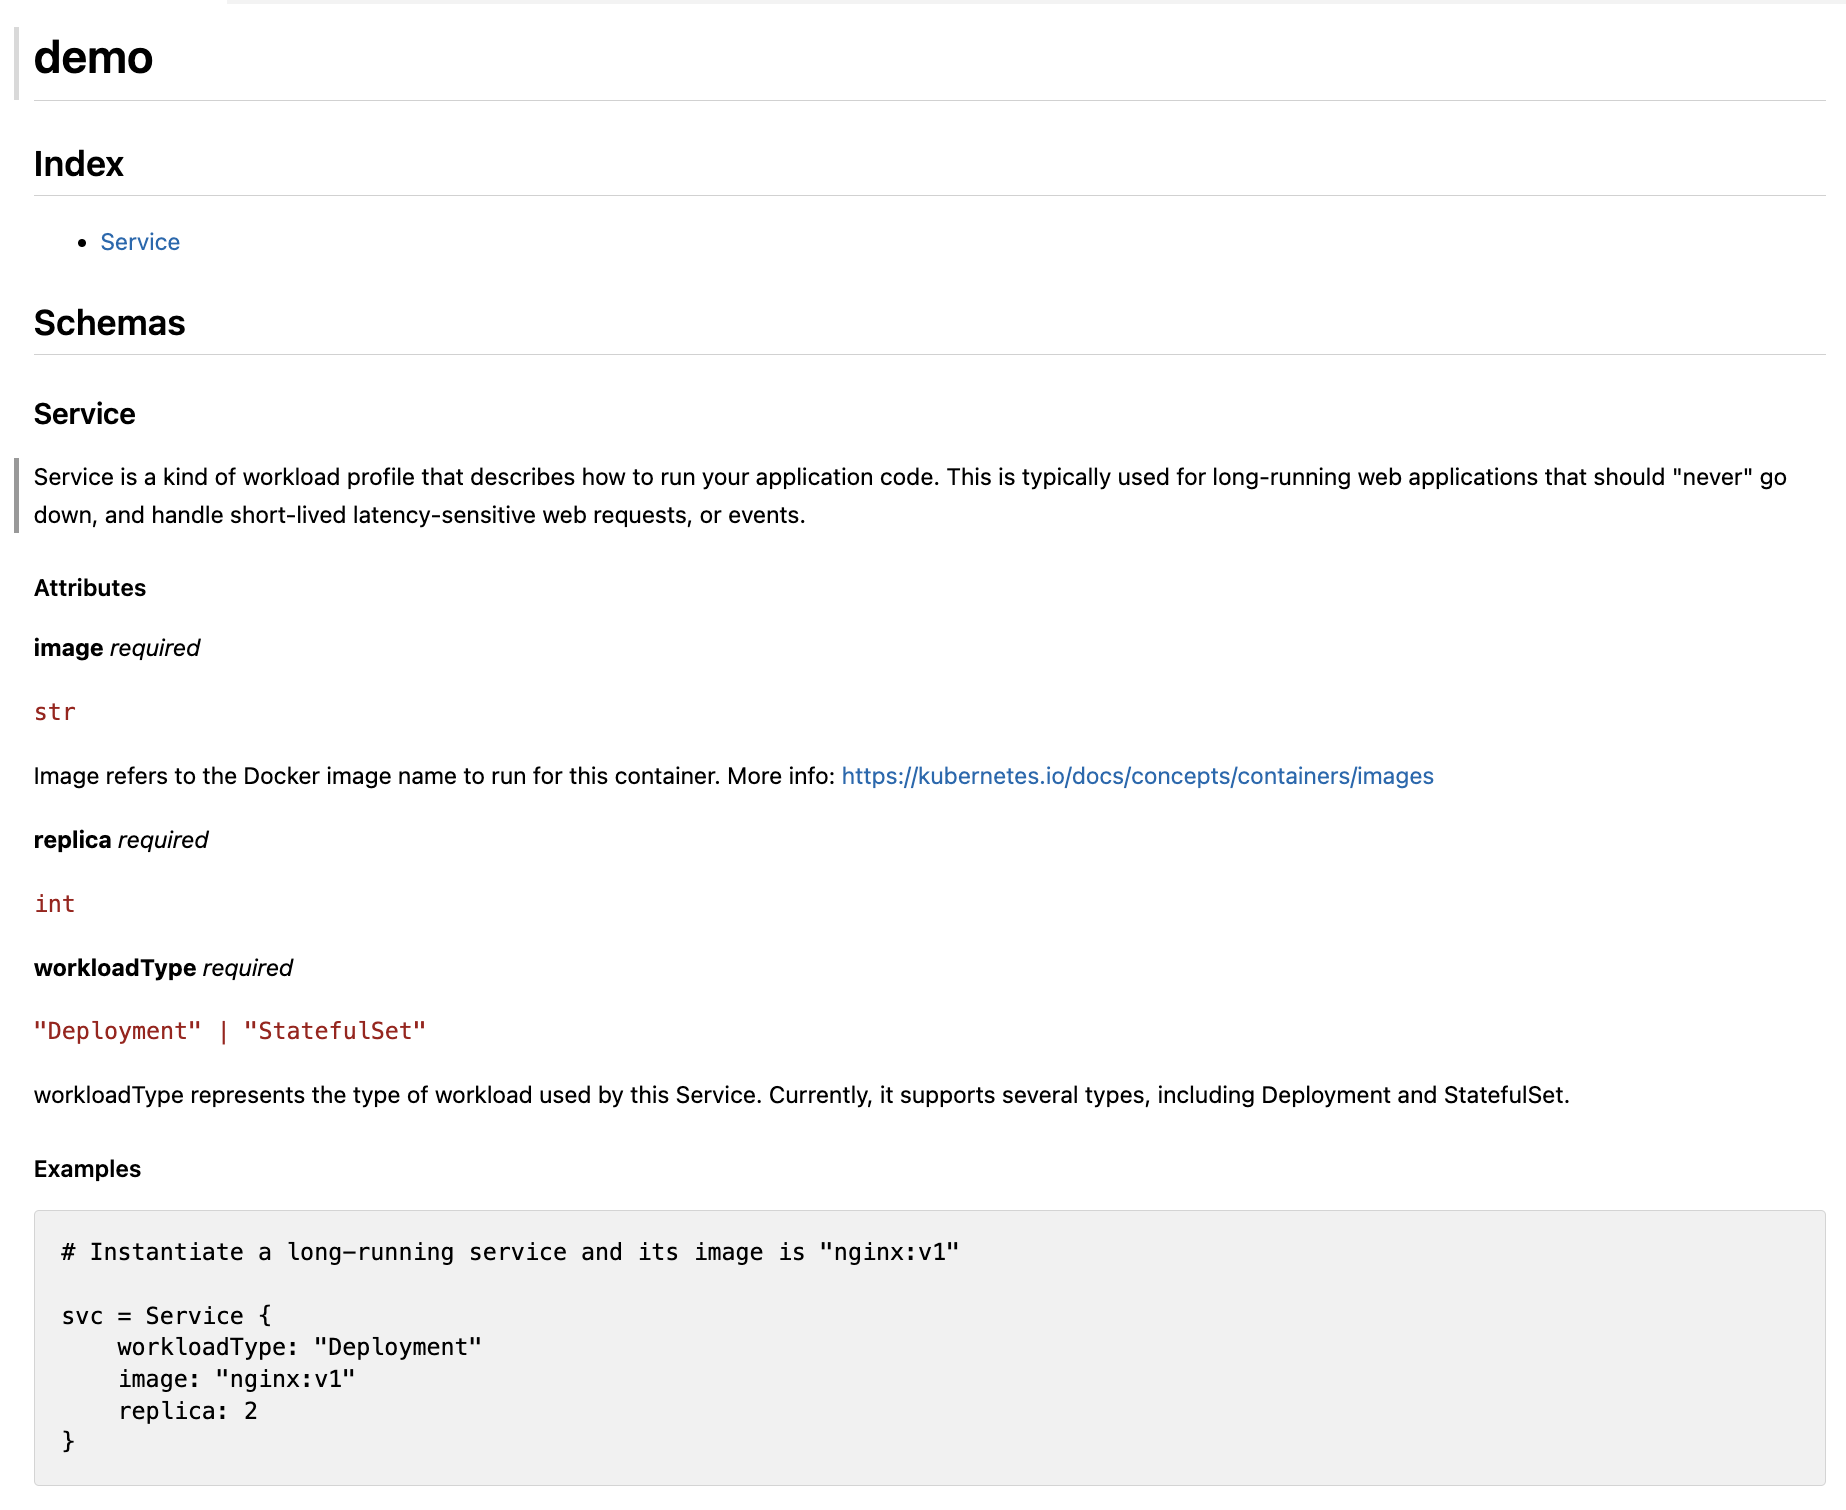 demo
Index
Service
Schemas
Service
Service is a kind of workload profile that describes how to run your application code. This is typically used for long-running web applications that should "never" go
down, and handle short-lived latency-sensitive web requests, or events.
Attributes
image required
str
Image refers to the Docker image name to run for this container. More info: https://kubernetes.io/docs/concepts/containers/images
replica required
int
workloadType required
"Deployment" | "StatefulSet"
workloadType represents the type of workload used by this Service. Currently, it supports several types, including Deployment and StatefulSet.
Examples
# Instantiate a long-running service and its image is "nginx:v1"
svc = Service {
    workloadType: "Deployment"
    image: "nginx:v1"
    replica: 2
}